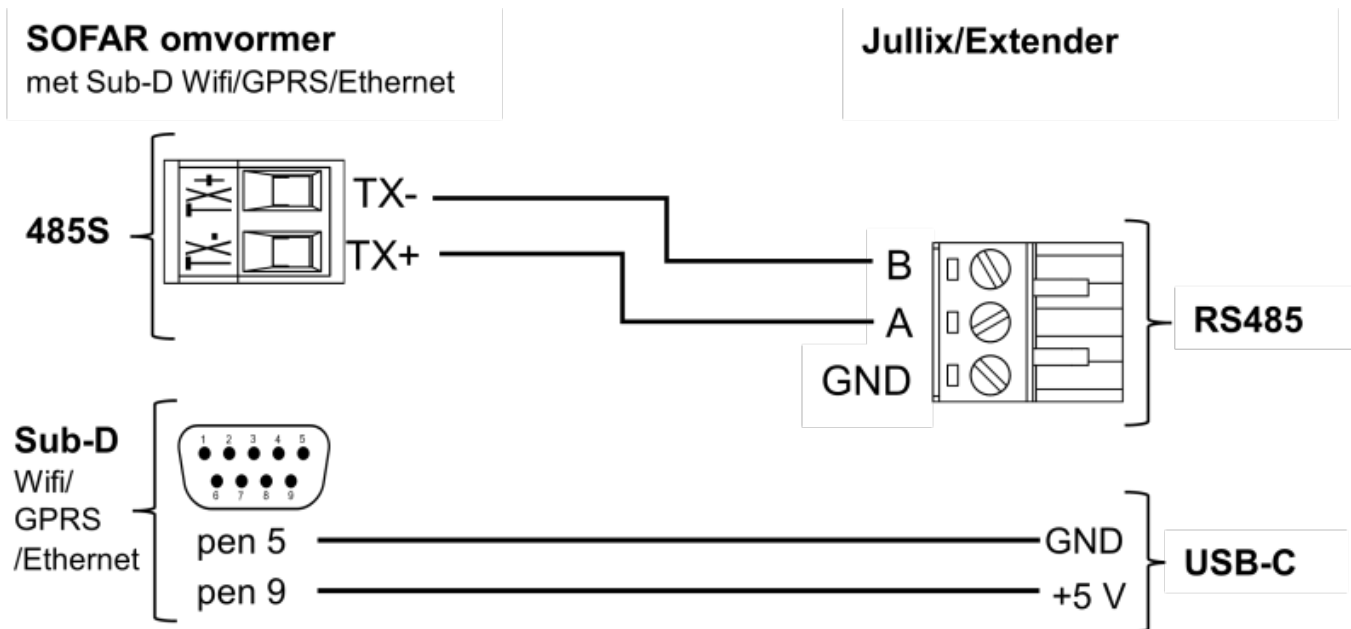 SOFAR omvormer
met Sub-D Wifi/GPRS/Ethernet
Jullix/Extender
485S
TX+
TX-
TX-
TX+
B
A
GND
RS485
Sub-D
Wifi/
GPRS
/Ethernet
1 2 3 4 5
6 7 8 9
pen 5
pen 9
GND
+5 V
USB-C